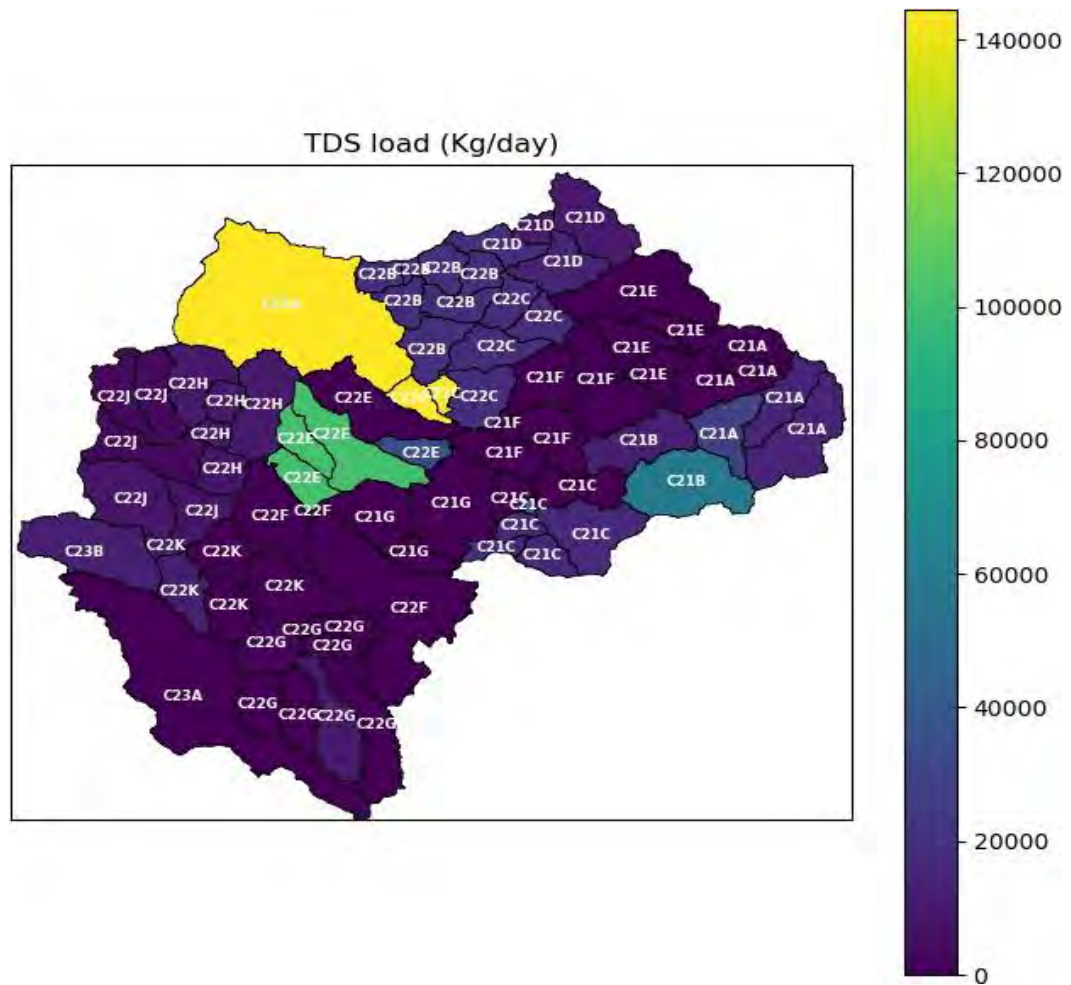 TDS load (Kg/day)
140000
120000
100000
80000
60000
40000
20000
0
C21D
C21D
C21D
C21D
C22B
C22B
C22B
C22B
C22B
C22B
C22C
C22C
C21E
C21E
C21E
C21E
C22B
C22C
C21A
C21A
C21A
C21A
C21A
C21A
C21F
C21F
C22J
C22J
C22H
C22H
C22H
C22E
C22C
C21F
C22J
C22H
C22E
C22E
C22E
C21F
C21F
C21B
C22H
C22E
C21B
C22J
C22J
C22F
C22F
C21G
C21G
C21C
C21C
C21C
C21C
C21C
C21C
C21C
C23B
C22K
C22K
C21G
C22K
C22K
C22K
C22F
C22G
C22G
C22G
C22G
C23A
C22G
C22G
C22G
C22G